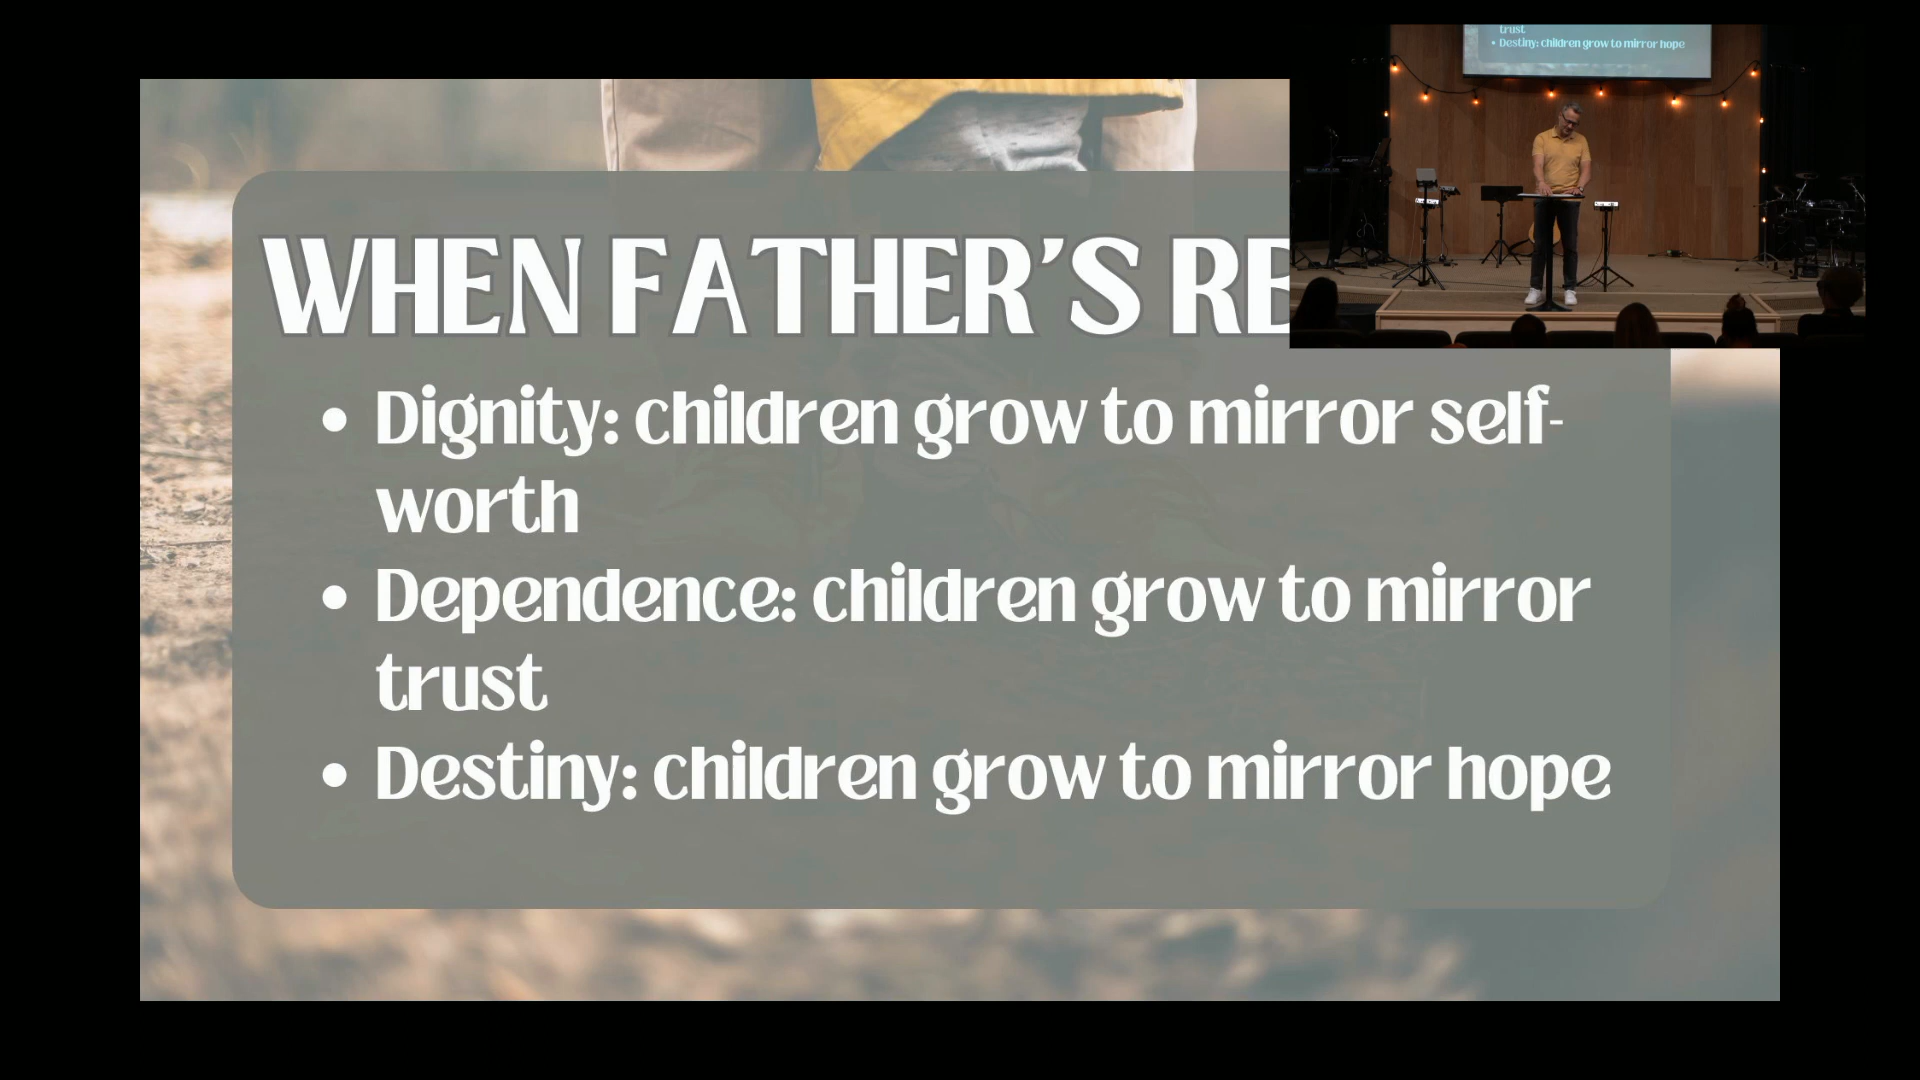 WHEN FATHER'S RE
• Dignity: children grow to mirror self-
worth
• Dependence: children grow to mirror
trust
• Destiny: children grow to mirror hope
trust
• Destiny: children grow to mirror hope